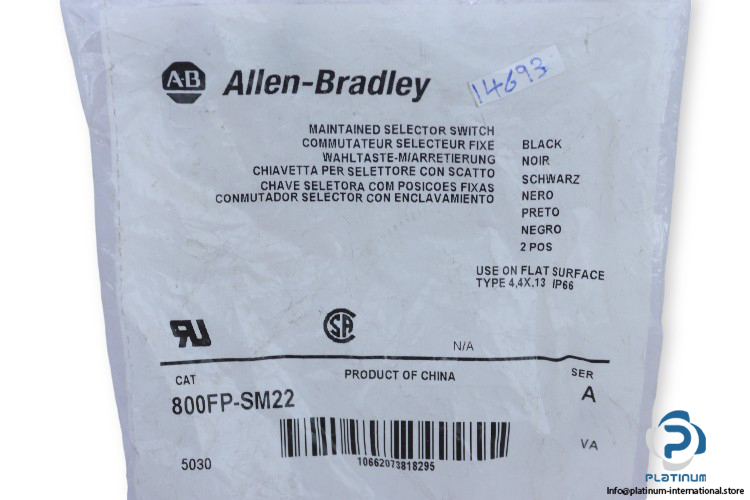 A-B Allen-Bradley
14693
MAINTAINED SELECTOR SWITCH
COMMUTATEUR SELECTEUR FIXE
WAHLTASTE-M/ARRETIERUNG
CHIAVETTA PER SELETTORE CON SCATTO
CHAVE SELETORA COM POSICOES FIXAS
CONMUTADOR SELECTOR CON ENCLAVAMIENTO
BLACK
NOIR
SCHWARZ
NERO
PRETO
NEGRO
2 POS
USE ON FLAT SURFACE
TYPE 4,4X,13 IP66
RU
SA
N/A
CAT
PRODUCT OF CHINA
SER
800FP-SM22
A
5030
10662073818295
VA
PLATINUM
Info@platinum-international.store